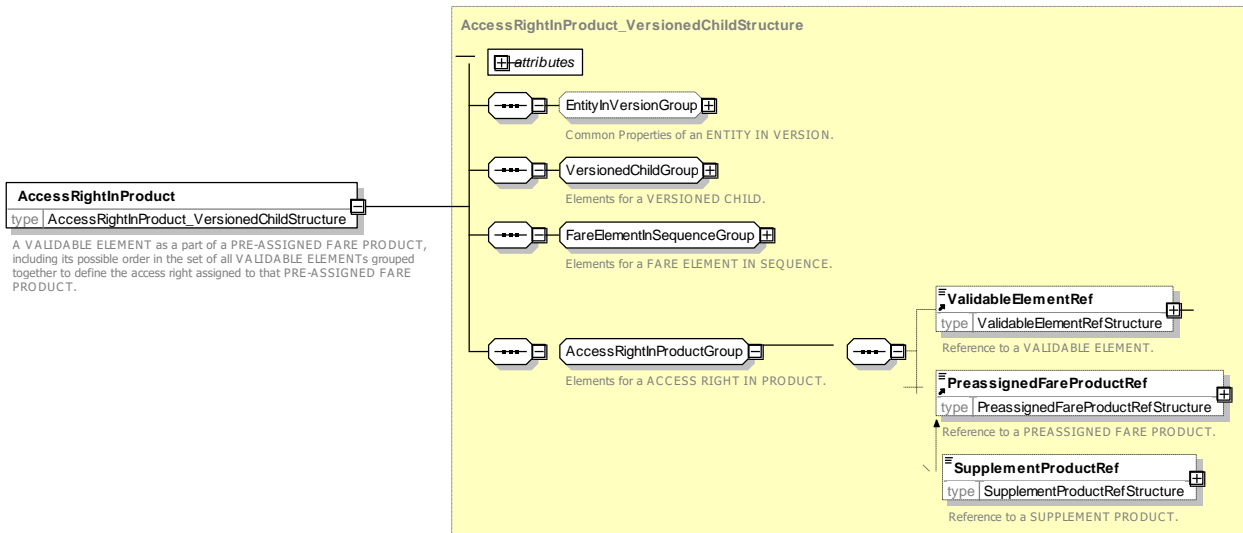 AccessRightInProduct_VersionedChildStructure
attributes
EntityInVersionGroup
Common Properties of an ENTITY IN VERSION.
VersionedChildGroup
Elements for a VERSIONED CHILD.
AccessRightInProduct
type AccessRightInProduct_VersionedChildStructure
A VALIDABLE ELEMENT as a part of a PRE-ASSIGNED FARE PRODUCT,
including its possible order in the set of all VALIDABLE ELEMENTs grouped
together to define the access right assigned to that PRE-ASSIGNED FARE
PRODUCT.
FareElementInSequenceGroup
Elements for a FARE ELEMENT IN SEQUENCE.
AccessRightInProductGroup
Elements for a ACCESS RIGHT IN PRODUCT.
ValidableElementRef
type ValidableElementRefStructure
Reference to a VALIDABLE ELEMENT.
PreassignedFareProductRef
type PreassignedFareProductRefStructure
Reference to a PREASSIGNED FARE PRODUCT.
SupplementProductRef
type SupplementProductRefStructure
Reference to a SUPPLEMENT PRODUCT.